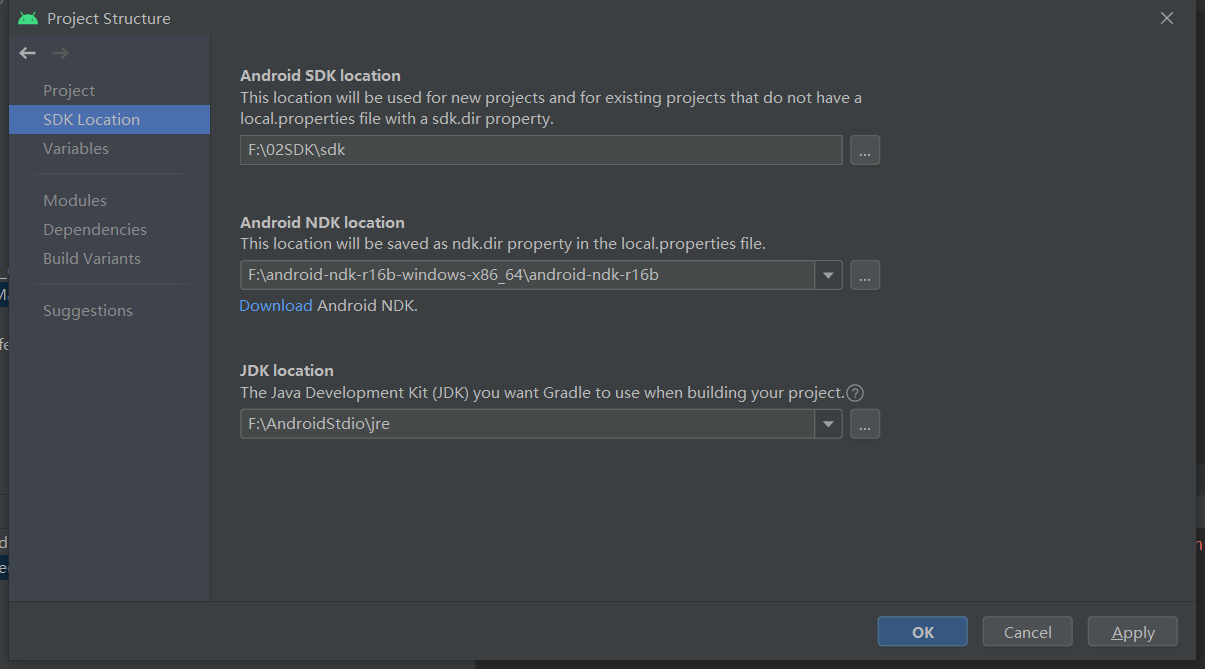 Project Structure
Project
SDK Location
Variables
Modules
Dependencies
Build Variants
Suggestions
Android SDK location
This location will be used for new projects and for existing projects that do not have a
local.properties file with a sdk.dir property.
F:\02SDK\sdk
...
Android NDK location
This location will be saved as ndk.dir property in the local.properties file.
F:\android-ndk-r16b-windows-x86_64\android-ndk-r16b
...
Download Android NDK.
JDK location
The Java Development Kit (JDK) you want Gradle to use when building your project.
F:\AndroidStdio\jre
...
OK
Cancel
Apply